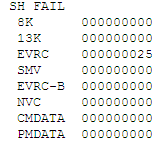 SH FAIL
8K 000000000
13K 000000000
EVRC 000000025
SMV 000000000
EVRC-B 000000000
NVC 000000000
CMDATA 000000000
PMDATA 000000000